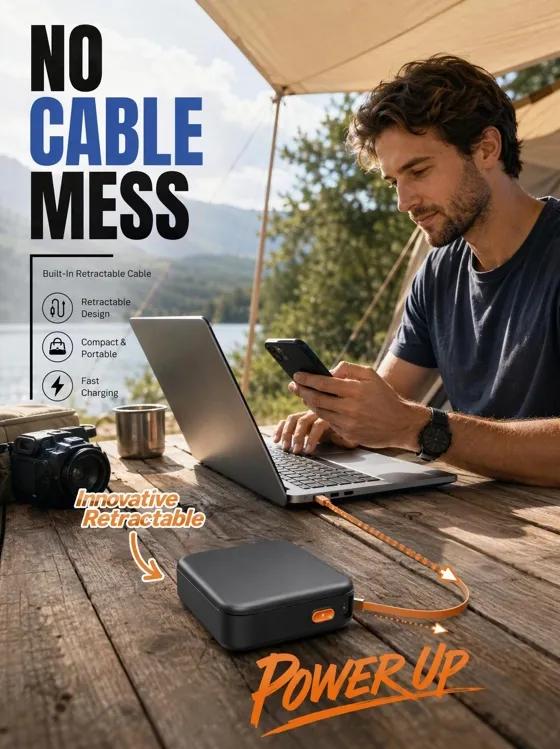 NO
CABLE
MESS
Built-In Retractable Cable
Retractable
Design
Compact &
Portable
Fast
Charging
Innovative
Retractable
POWER UP